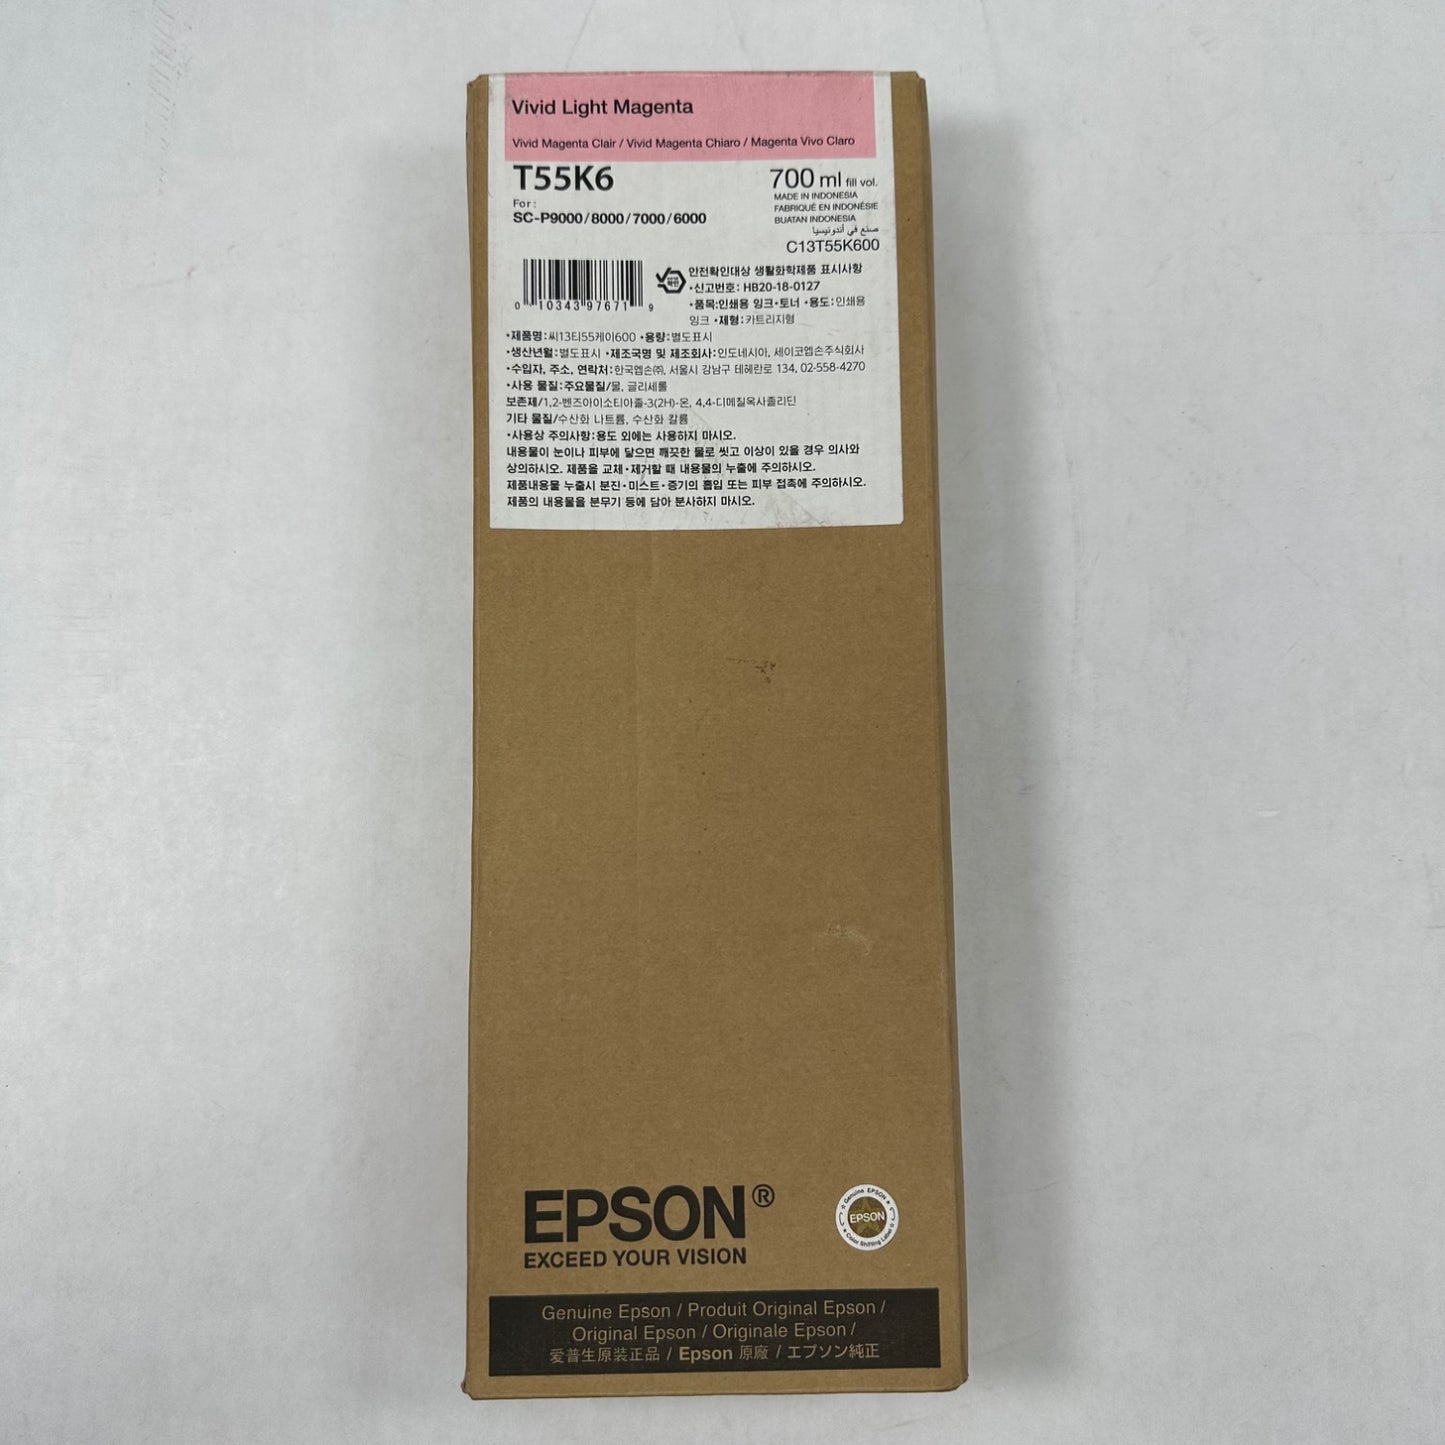 Vivid Light Magenta
Vivid Magenta Clair / Vivid Magenta Chiaro / Magenta Vivo Claro
T55K6
700 ml fill vol.
MADE IN INDONESIA
FABRIQUÉ EN INDONÉSIE
BUATAN INDONESIA
صنع في أندونيسيا
For :
SC-P9000/8000/7000/6000
C13T55K600
0 10343 97671 9
안전확인대상 생활화학제품 표시사항
•신고번호: HB20-18-0127
•품목:인쇄용 잉크•토너 •용도:인쇄용
잉크 •제형:카트리지형
•제품명:씨13티55케이600 •용량:별도표시
•생산년월:별도표시 •제조국명 및 제조회사:인도네시아, 세이코엡손주식회사
•수입자, 주소, 연락처:한국엡손㈜, 서울시 강남구 테헤란로 134, 02-558-4270
•사용 물질:주요물질/물, 글리세롤
보존제/1,2-벤즈아이소티아졸-3(2H)-온, 4,4-디메칠옥사졸리딘
기타 물질/수산화 나트륨, 수산화 칼륨
•사용상 주의사항:용도 외에는 사용하지 마시오.
내용물이 눈이나 피부에 닿으면 깨끗한 물로 씻고 이상이 있을 경우 의사와
상의하시오. 제품을 교체•제거할 때 내용물의 누출에 주의하시오.
제품내용물 누출시 분진•미스트•증기의 흡입 또는 피부 접촉에 주의하시오.
제품의 내용물을 분무기 등에 담아 분사하지 마시오.
EPSON®
EXCEED YOUR VISION
Genuine EPSON
EPSON
Color Shifting Label
Genuine Epson / Produit Original Epson /
Original Epson / Originale Epson /
爱普生原装正品 / Epson 原廠 / エプソン純正